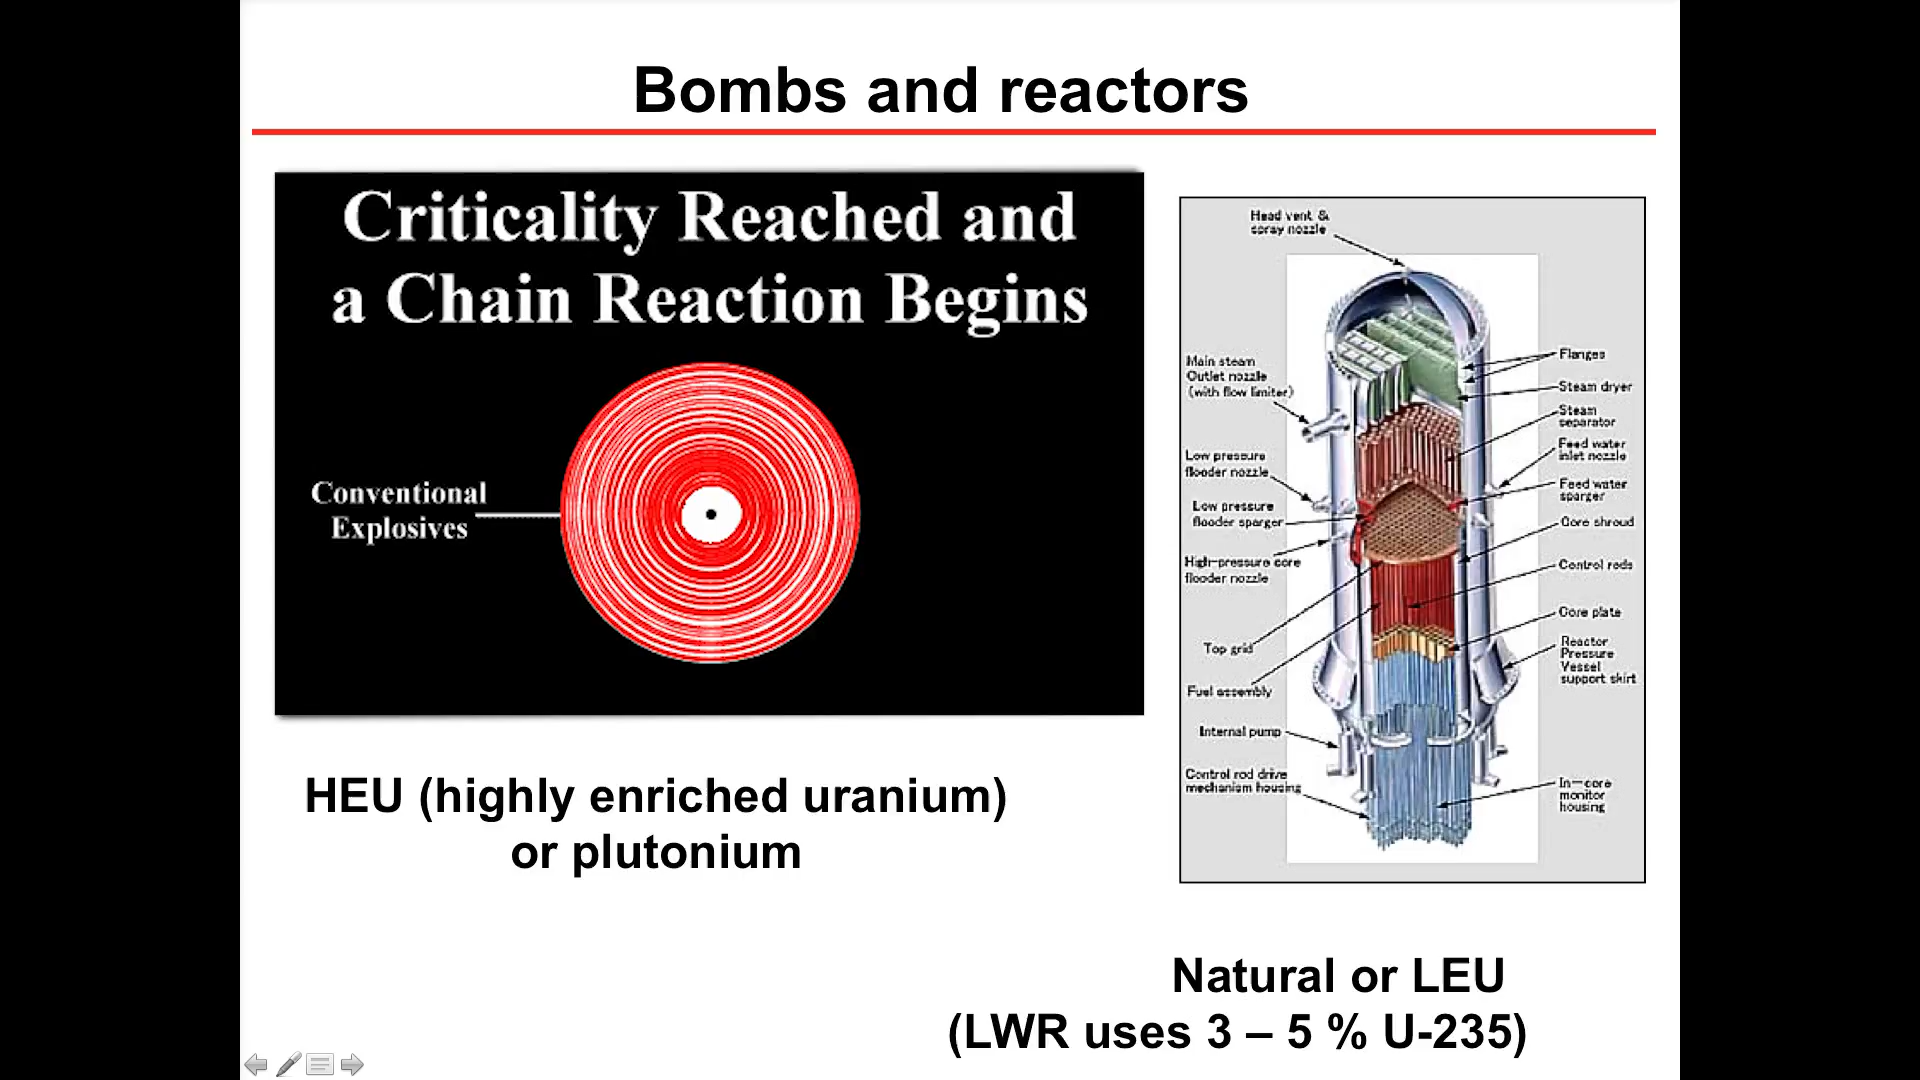 Bombs and reactors
Criticality Reached and
a Chain Reaction Begins
Conventional
Explosives
HEU (highly enriched uranium)
or plutonium
Head vent &
spray nozzle
Main steam
Outlet nozzle
(with flow limiter)
Low pressure
flooder nozzle
Low pressure
flooder sparger
High-pressure core
flooder nozzle
Top grid
Fuel assembly
Internal pump
Control rod drive
mechanism housing
Flanges
Steam dryer
Steam
separator
Feed water
inlet nozzle
Feed water
sparger
Core shroud
Control rods
Core plate
Reactor
Pressure
Vessel
support skirt
In-core
monitor
housing
Natural or LEU
(LWR uses 3 – 5 % U-235)